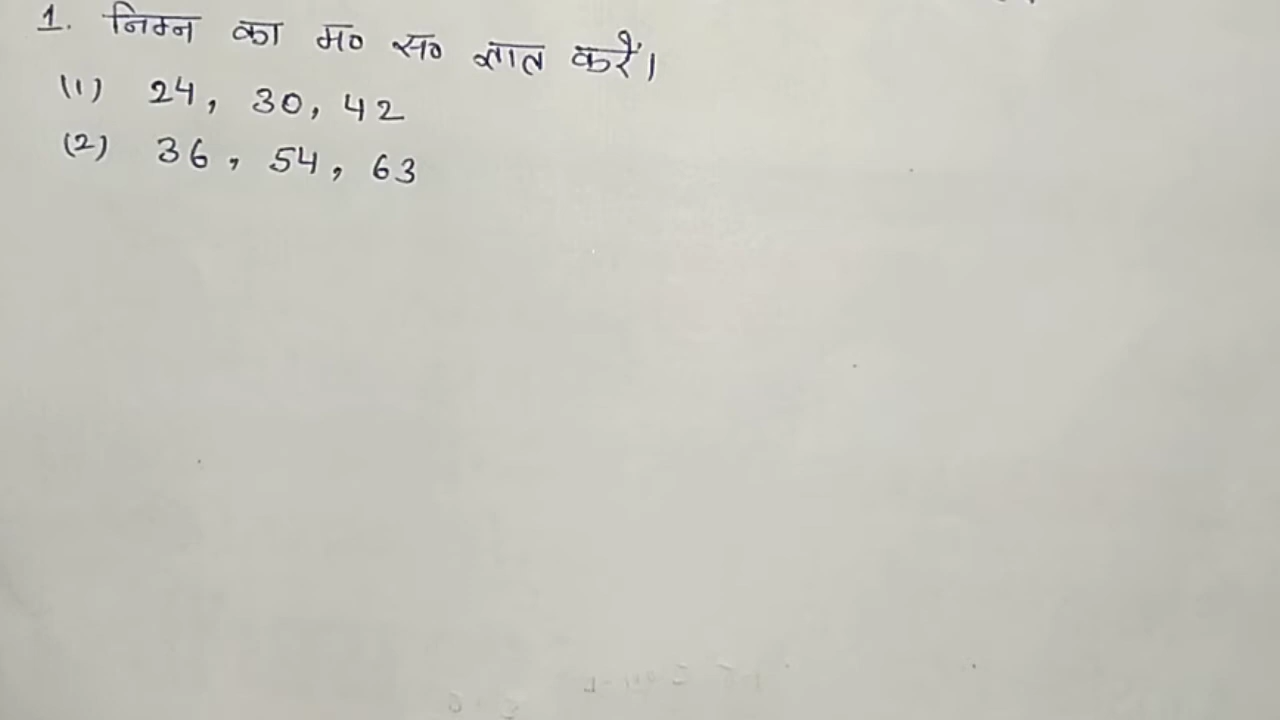 1. निम्न का म० स० ज्ञात करें।
(1) 24, 30, 42
(2) 36, 54, 63